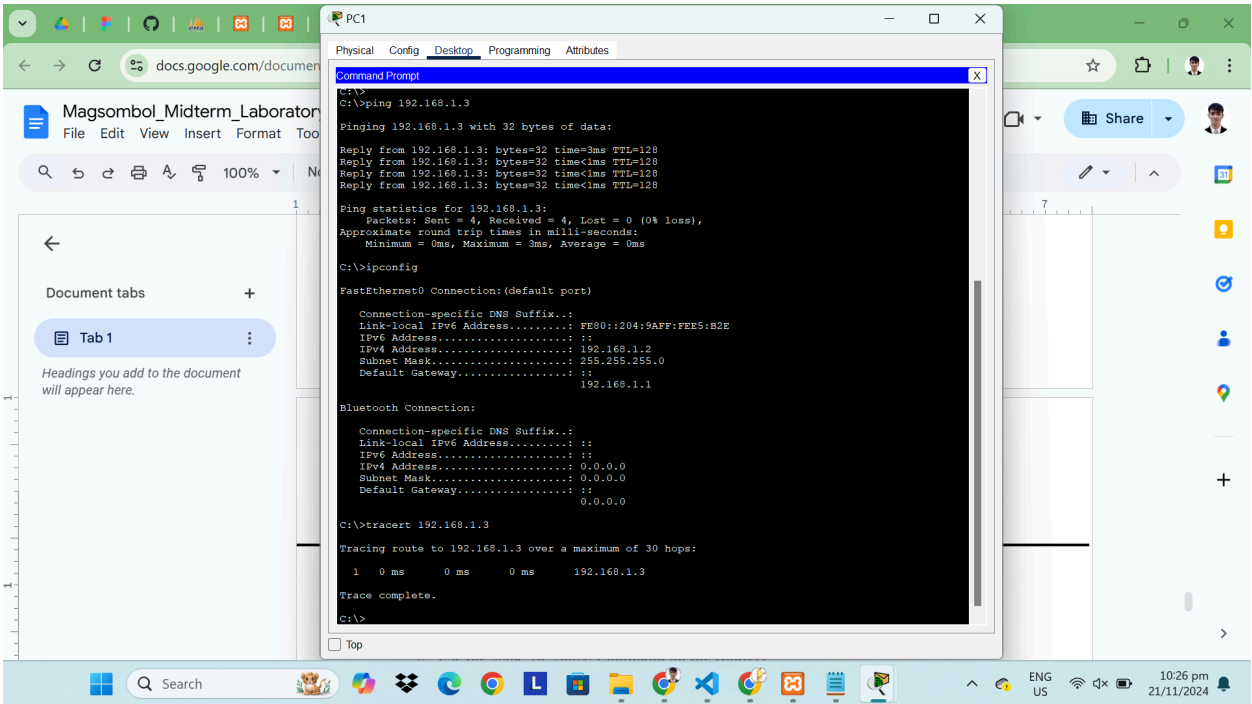 PC1
Physical Config Desktop Programming Attributes
docs.google.com/documen
Command Prompt
X
C:\>
C:\>ping 192.168.1.3
Pinging 192.168.1.3 with 32 bytes of data:
Reply from 192.168.1.3: bytes=32 time=3ms TTL=128
Reply from 192.168.1.3: bytes=32 time<1ms TTL=128
Reply from 192.168.1.3: bytes=32 time<1ms TTL=128
Reply from 192.168.1.3: bytes=32 time<1ms TTL=128
Ping statistics for 192.168.1.3:
Packets: Sent = 4, Received = 4, Lost = 0 (0% loss),
Approximate round trip times in milli-seconds:
Minimum = 0ms, Maximum = 3ms, Average = 0ms
C:\>ipconfig
FastEthernet0 Connection:(default port)
Connection-specific DNS Suffix..:
Link-local IPv6 Address.........: FE80::204:9AFF:FEE5:B2E
IPv6 Address....................: ::
IPv4 Address....................: 192.168.1.2
Subnet Mask.....................: 255.255.255.0
Default Gateway.................: ::
192.168.1.1
Bluetooth Connection:
Connection-specific DNS Suffix..:
Link-local IPv6 Address.........: ::
IPv6 Address....................: ::
IPv4 Address....................: 0.0.0.0
Subnet Mask.....................: 0.0.0.0
Default Gateway.................: ::
0.0.0.0
C:\>tracert 192.168.1.3
Tracing route to 192.168.1.3 over a maximum of 30 hops:
1 0 ms 0 ms 0 ms 192.168.1.3
Trace complete.
C:\>
Top
Magsombol_Midterm_Laborator
File Edit View Insert Format Too
Share
100% No
31
1
7
Document tabs
Tab 1
Headings you add to the document
will appear here.
1
1
Search
L
ENG
US
10:26 pm
21/11/2024